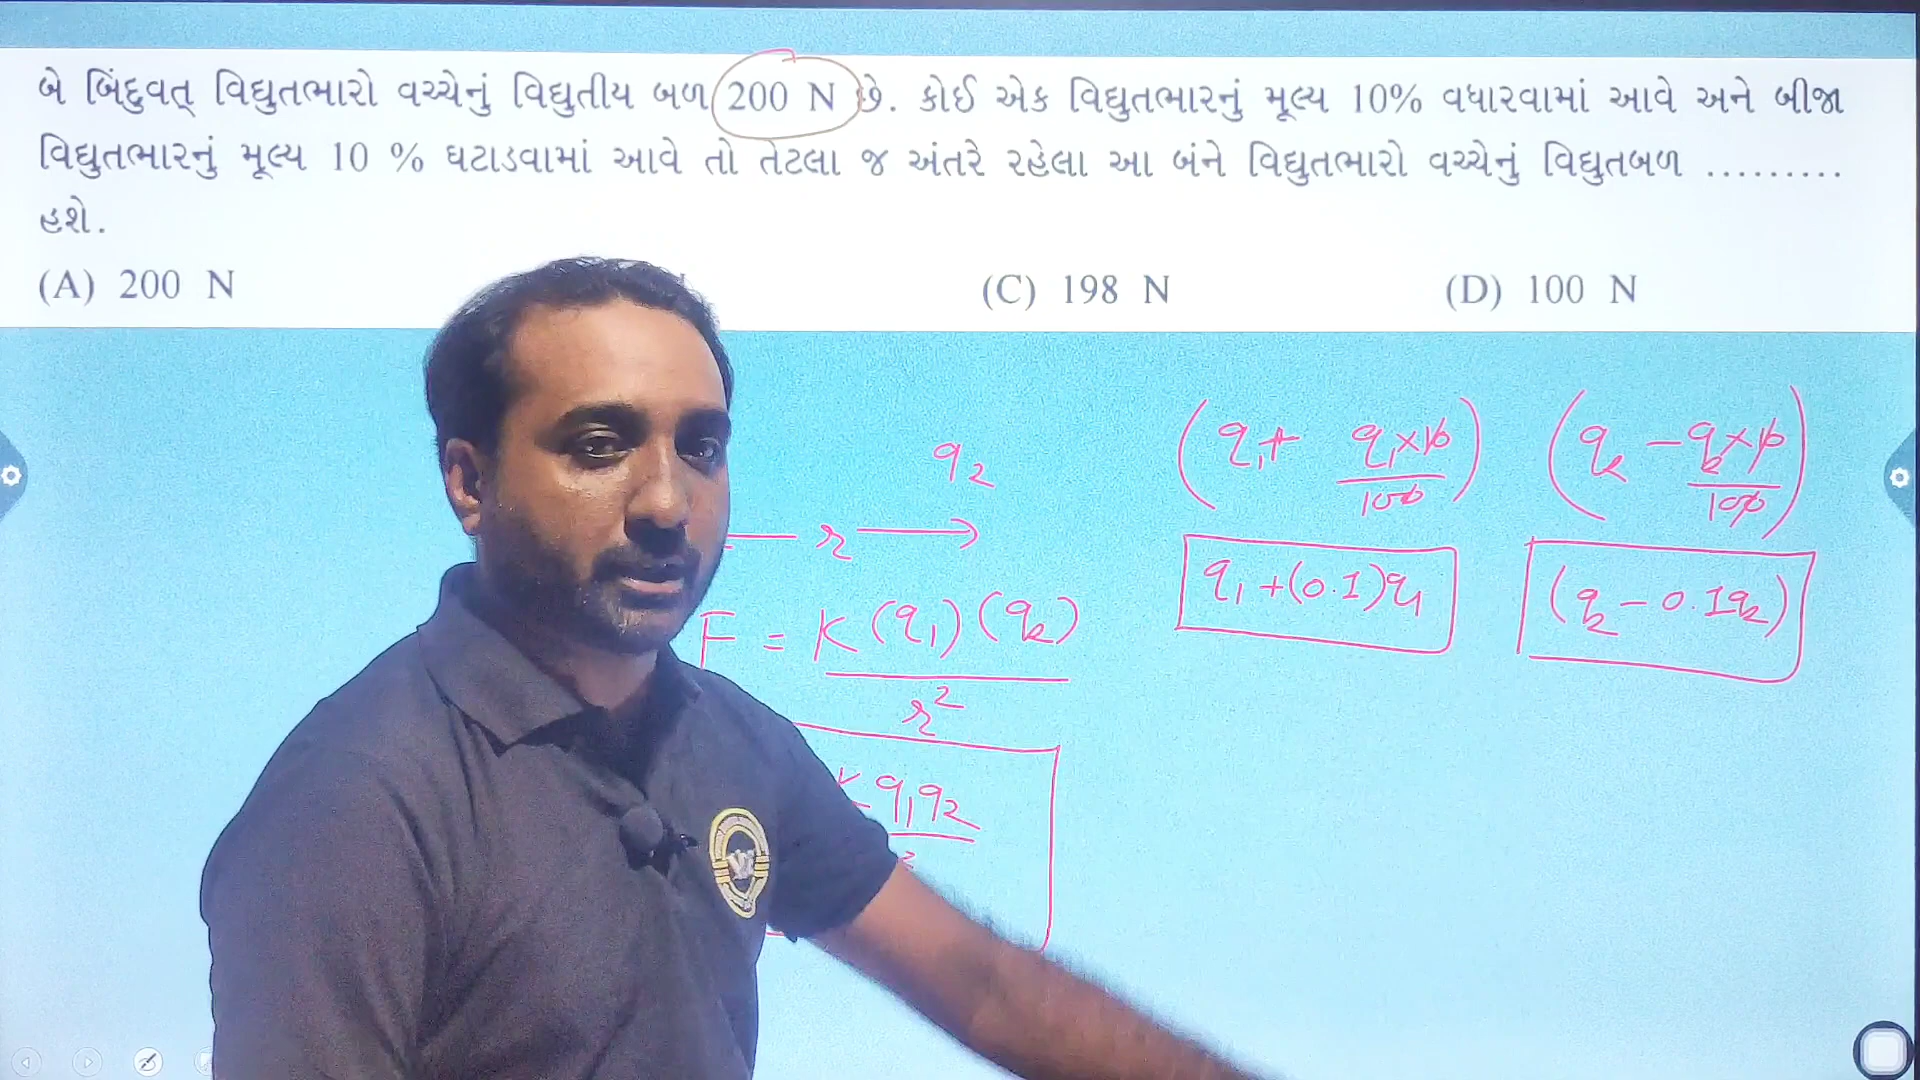 બે બિંદુવત્ વિદ્યુતભારો વચ્ચેનું વિદ્યુતીય બળ 200 N છે. કોઈ એક વિદ્યુતભારનું મૂલ્ય 10% વધારવામાં આવે અને બીજા
વિદ્યુતભારનું મૂલ્ય 10 % ઘટાડવામાં આવે તો તેટલા જ અંતરે રહેલા આ બંને વિદ્યુતભારો વચ્ચેનું વિદ્યુતબળ .........
હશે.
(A) 200 N (C) 198 N (D) 100 N
q2
r
F = K (q1) (q2)
r²
K q1q2
(q1 + q1×10
100)
(q2 - q2×10
100)
q1 + (0.1)q1
(q2 - 0.1q2)